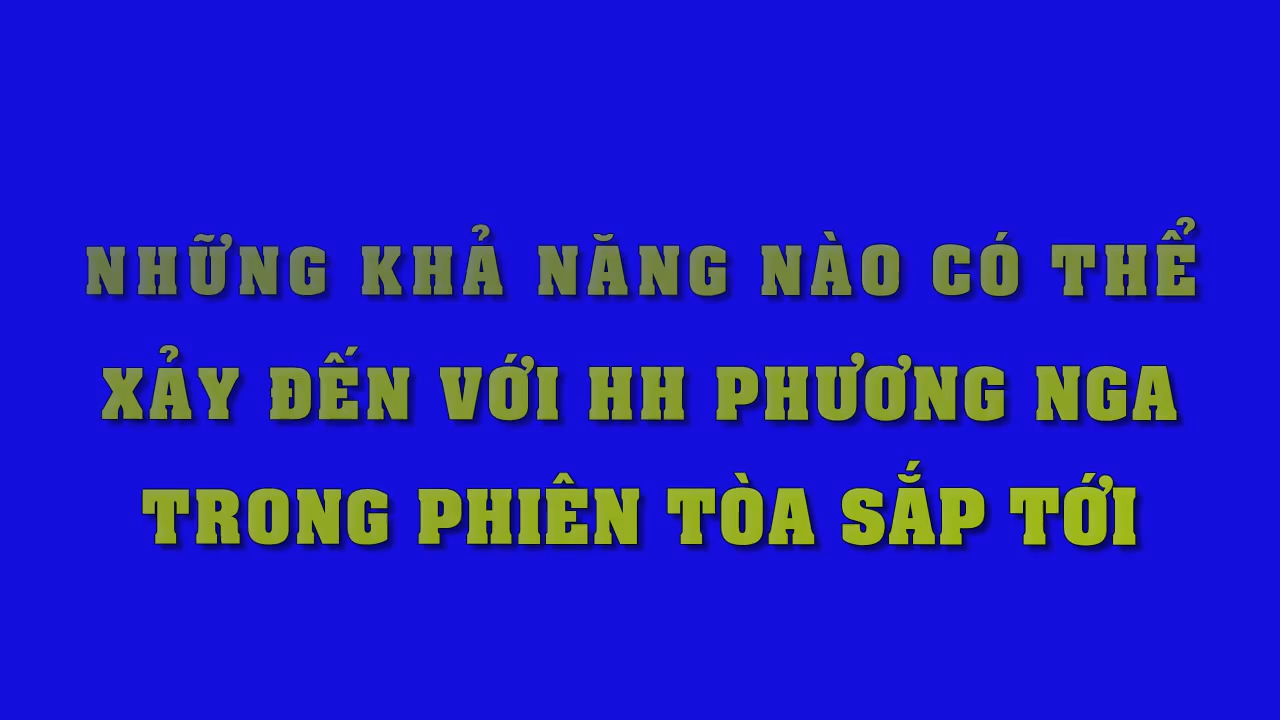 NHỮNG KHẢ NĂNG NÀO CÓ THỂ
XẢY ĐẾN VỚI HH PHƯƠNG NGA
TRONG PHIÊN TÒA SẮP TỚI